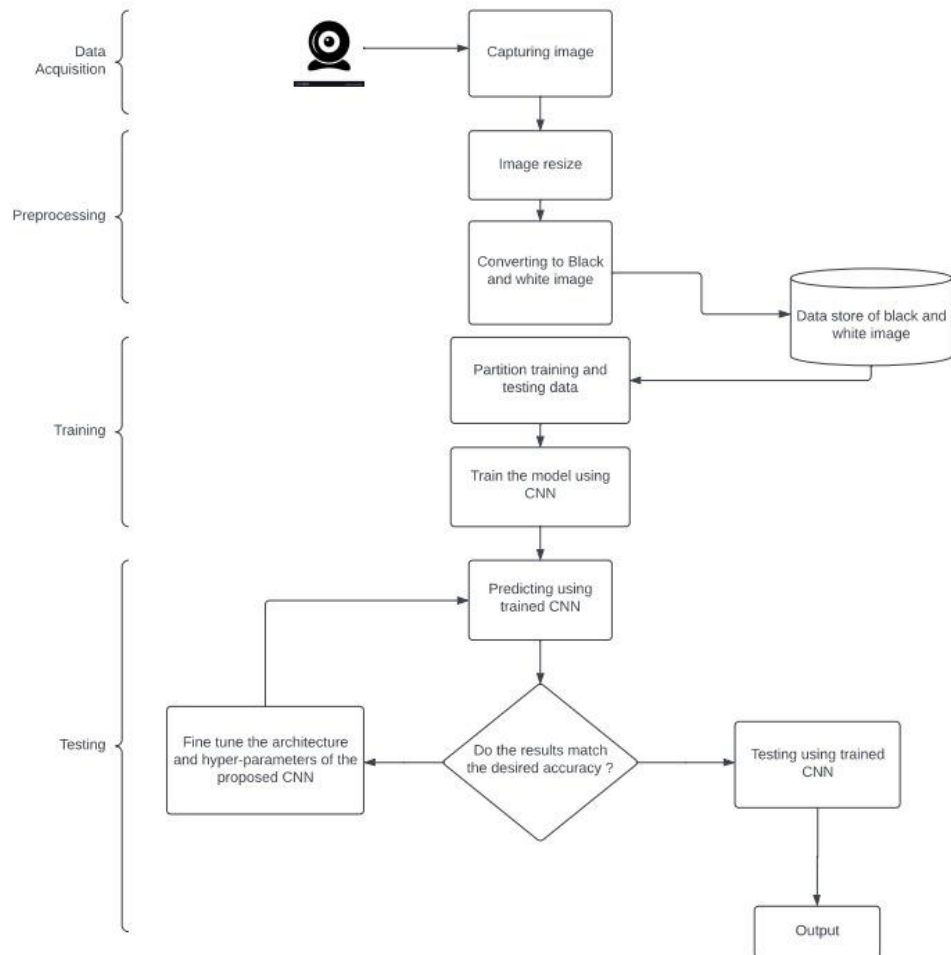 Data
Acquisition
Capturing image
Preprocessing
Image resize
Converting to Black
and white image
Data store of black and
white image
Training
Partition training and
testing data
Train the model using
CNN
Testing
Predicting using
trained CNN
Do the results match
the desired accuracy ?
Fine tune the architecture
and hyper-parameters of the
proposed CNN
Testing using trained
CNN
Output